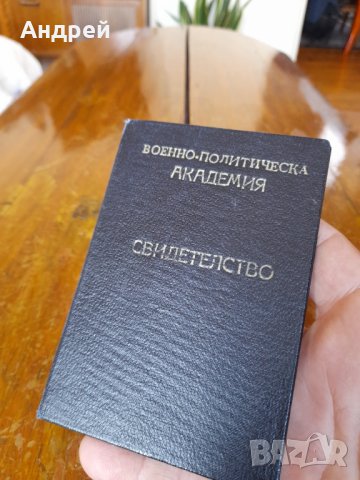 Андрей
ВОЕННО-ПОЛИТИЧЕСКА
АКАДЕМИЯ
СВИДЕТЕЛСТВО
BAZAR